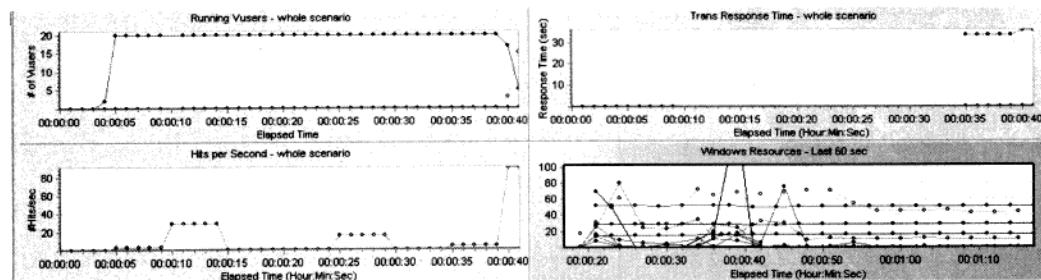 Running Vusers - whole scenario
# of Vusers
20
15
10
5
00:00:00 00:00:05 00:00:10 00:00:15 00:00:20 00:00:25 00:00:30 00:00:35 00:00:40
Elapsed Time
Trans Response Time - whole scenario
Response Time (sec)
30
20
10
00:00:00 00:00:05 00:00:10 00:00:15 00:00:20 00:00:25 00:00:30 00:00:35 00:00:40
Elapsed Time (Hour:Min:Sec)
Hits per Second - whole scenario
#Hits/sec
80
60
40
20
00:00:00 00:00:05 00:00:10 00:00:15 00:00:20 00:00:25 00:00:30 00:00:35 00:00:40
Elapsed Time (Hour:Min:Sec)
Windows Resources - Last 60 sec
100
80
60
40
20
00:00:20 00:00:30 00:00:40 00:00:50 00:01:00 00:01:10
Elapsed Time (Hour:Min:Sec)